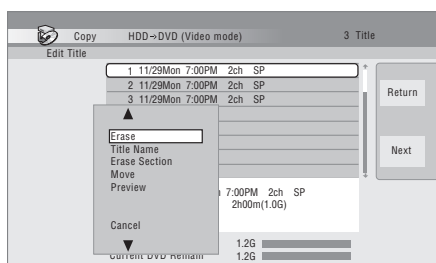 Copy HDD→DVD (Video mode) 3 Title
Edit Title
1 11/29Mon 7:00PM 2ch SP
2 11/29Mon 7:00PM 2ch SP
3 11/29Mon 7:00PM 2ch SP
Return
Erase
Title Name
Next
Erase Section
Move
Preview
7:00PM 2ch SP
2h00m(1.0G)
Cancel
1.2G
Current DVD Remain 1.2G